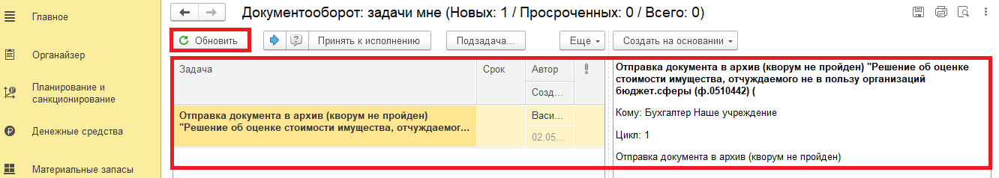 Главное
Органайзер
Планирование и
санкционирование
Денежные средства
Материальные запасы
Документооборот: задачи мне (Новых: 1 / Просроченных: 0 / Всего: 0)
Обновить
Принять к исполнению
Подзадача...
Еще
Создать на основании
Задача
Срок
Автор
Созд...
Отправка документа в архив (кворум не пройден)
"Решение об оценке стоимости имущества, отчуждаемог...
Васи...
02.05...
Отправка документа в архив (кворум не пройден) "Решение об оценке
стоимости имущества, отчуждаемого не в пользу организаций
бюджет.сферы (ф.0510442) (
Кому: Бухгалтер Наше учреждение
Цикл: 1
Отправка документа в архив (кворум не пройден)